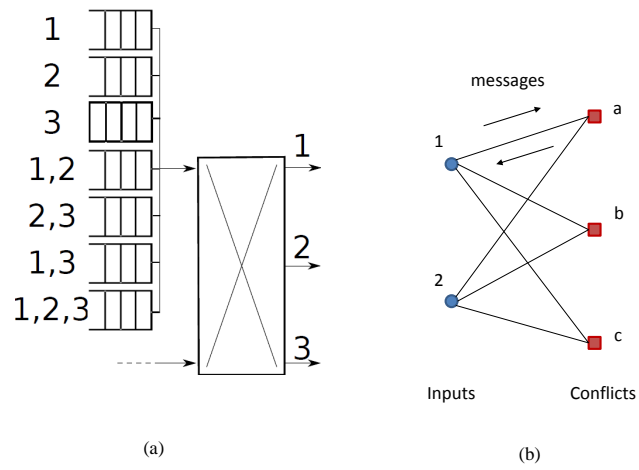 1
2
3
1,2
2,3
1,3
1,2,3
1
2
3
(a)
messages
1
2
a
b
c
Inputs
Conflicts
(b)